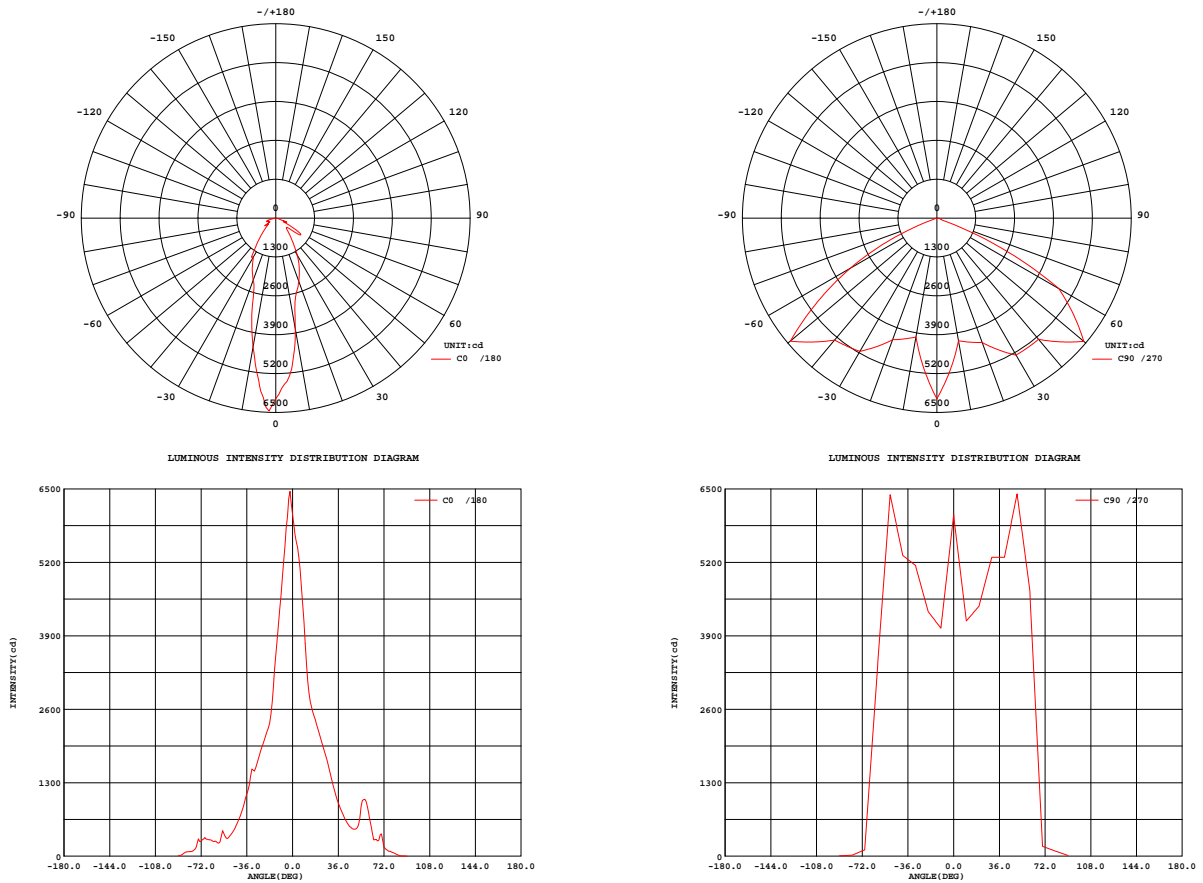 -/+180
-150 150
-120 120
-90 90
-60 60
-30 30
0
0
1300
2600
3900
5200
6500
UNIT:cd
C0 /180
-/+180
-150 150
-120 120
-90 90
-60 60
-30 30
0
0
1300
2600
3900
5200
6500
UNIT:cd
C90 /270
LUMINOUS INTENSITY DISTRIBUTION DIAGRAM
C0 /180
6500
5200
3900
2600
1300
0
INTENSITY(cd)
-180.0 -144.0 -108.0 -72.0 -36.0 0.0 36.0 72.0 108.0 144.0 180.0
ANGLE(DEG)
LUMINOUS INTENSITY DISTRIBUTION DIAGRAM
C90 /270
6500
5200
3900
2600
1300
0
INTENSITY(cd)
-180.0 -144.0 -108.0 -72.0 -36.0 0.0 36.0 72.0 108.0 144.0 180.0
ANGLE(DEG)